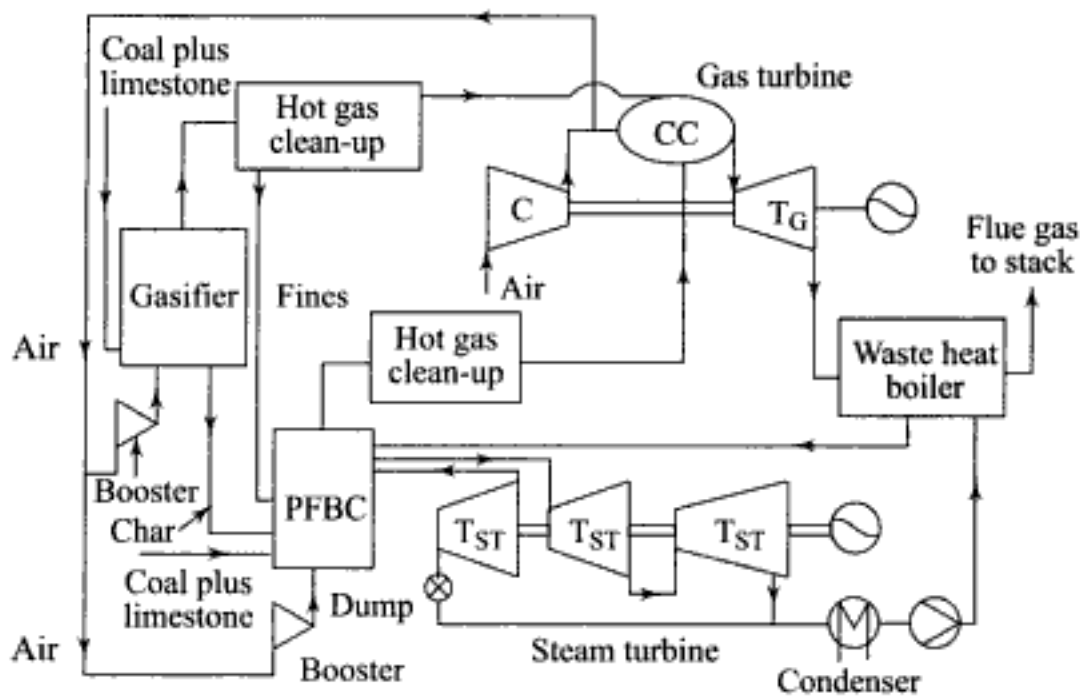 Coal plus
limestone
Hot gas
clean-up
Gas turbine
CC
C
T_G
Air
Flue gas
to stack
Gasifier
Fines
Air
Hot gas
clean-up
Waste heat
boiler
Booster
Char
PFBC
T_ST
T_ST
T_ST
Coal plus
limestone
Dump
Air
Booster
Steam turbine
Condenser